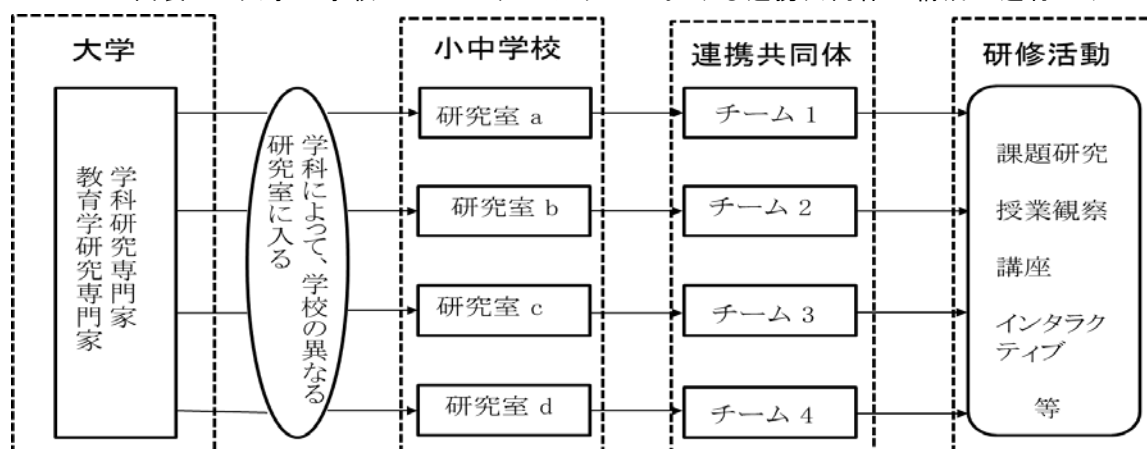 大学
学科研究専門家
教育学研究専門家
学科によって、学校の異なる
研究室に入る
小中学校
研究室 a
研究室 b
研究室 c
研究室 d
連携共同体
チーム 1
チーム 2
チーム 3
チーム 4
研修活動
課題研究
授業観察
講座
インタラク
ティブ
等